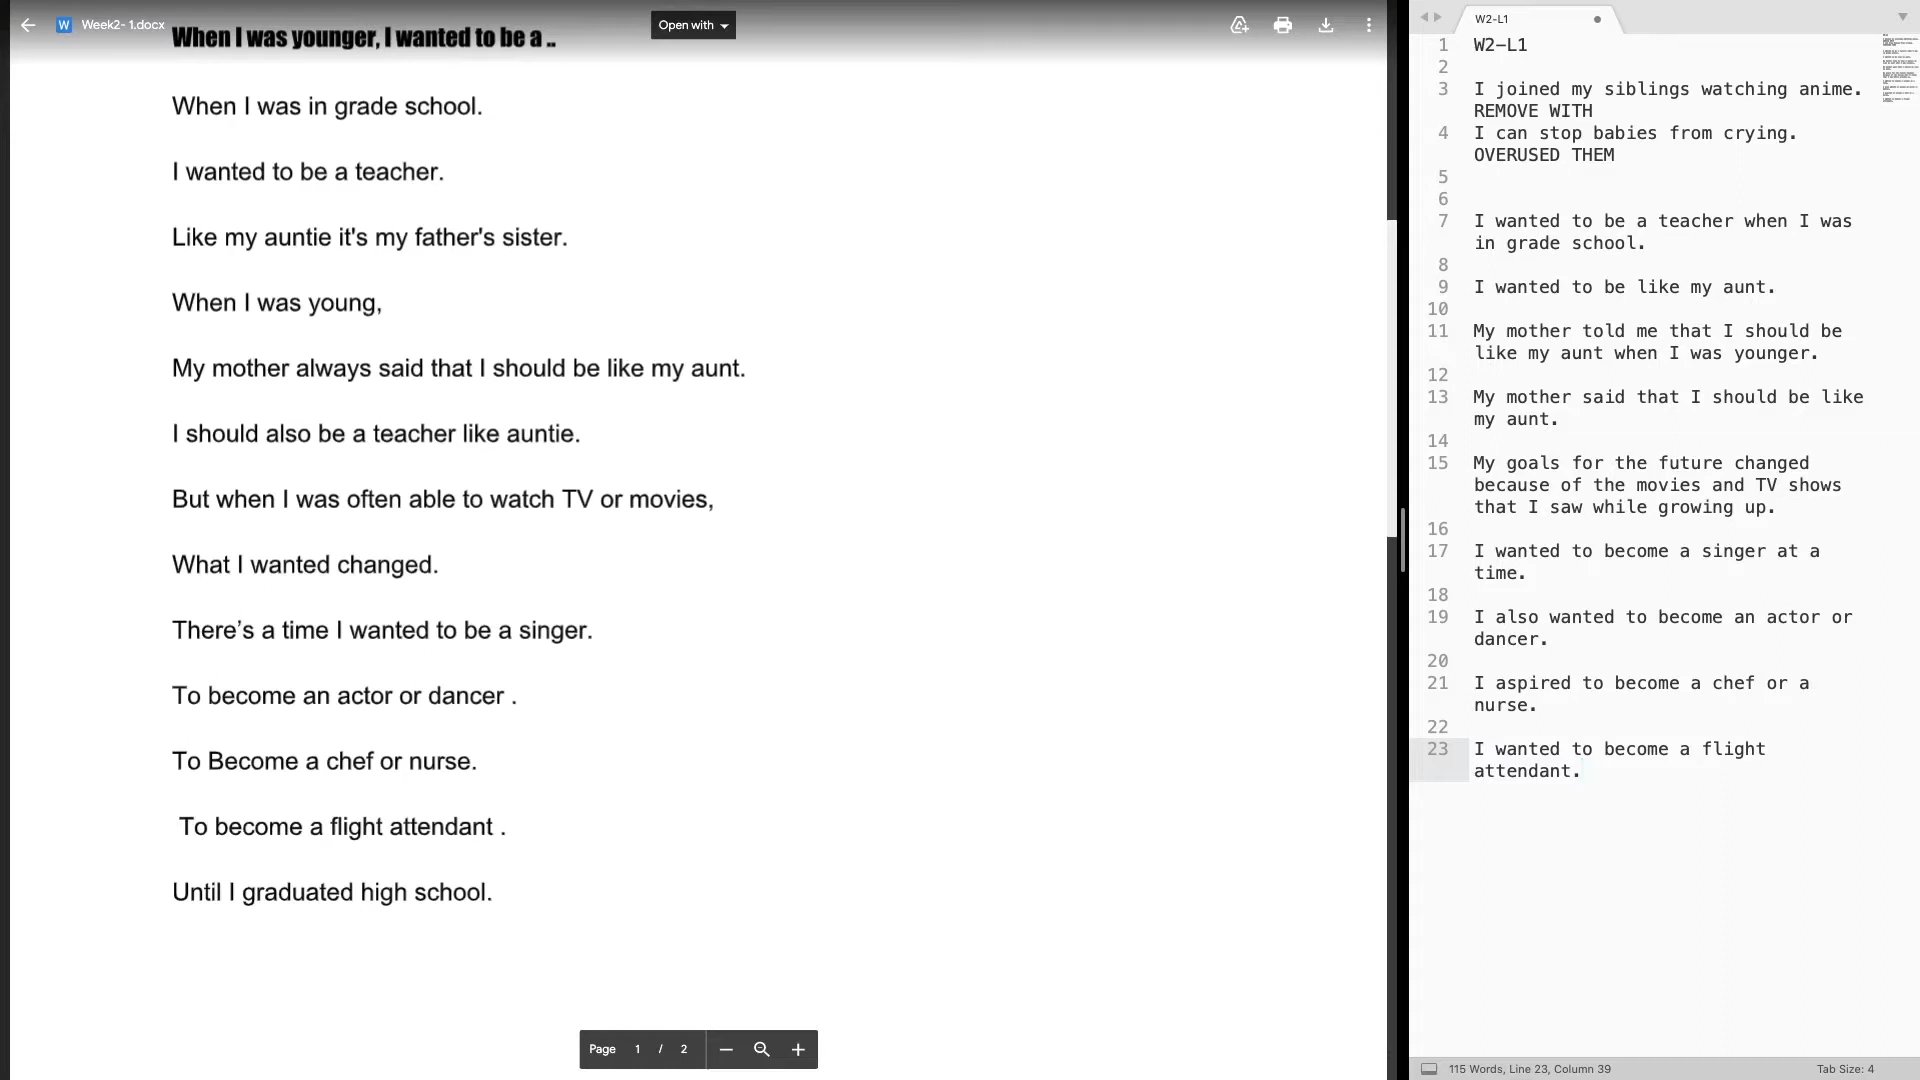 Week2- 1.docx
Open with
When I was younger, I wanted to be a ..
When I was in grade school.
I wanted to be a teacher.
Like my auntie it's my father's sister.
When I was young,
My mother always said that I should be like my aunt.
I should also be a teacher like auntie.
But when I was often able to watch TV or movies,
What I wanted changed.
There’s a time I wanted to be a singer.
To become an actor or dancer .
To Become a chef or nurse.
To become a flight attendant .
Until I graduated high school.
Page 1 / 2
W2-L1
1 W2-L1
2
3 I joined my siblings watching anime.
REMOVE WITH
4 I can stop babies from crying.
OVERUSED THEM
5
6
7 I wanted to be a teacher when I was
in grade school.
8
9 I wanted to be like my aunt.
10
11 My mother told me that I should be
like my aunt when I was younger.
12
13 My mother said that I should be like
my aunt.
14
15 My goals for the future changed
because of the movies and TV shows
that I saw while growing up.
16
17 I wanted to become a singer at a
time.
18
19 I also wanted to become an actor or
dancer.
20
21 I aspired to become a chef or a
nurse.
22
23 I wanted to become a flight
attendant.
115 Words, Line 23, Column 39
Tab Size: 4